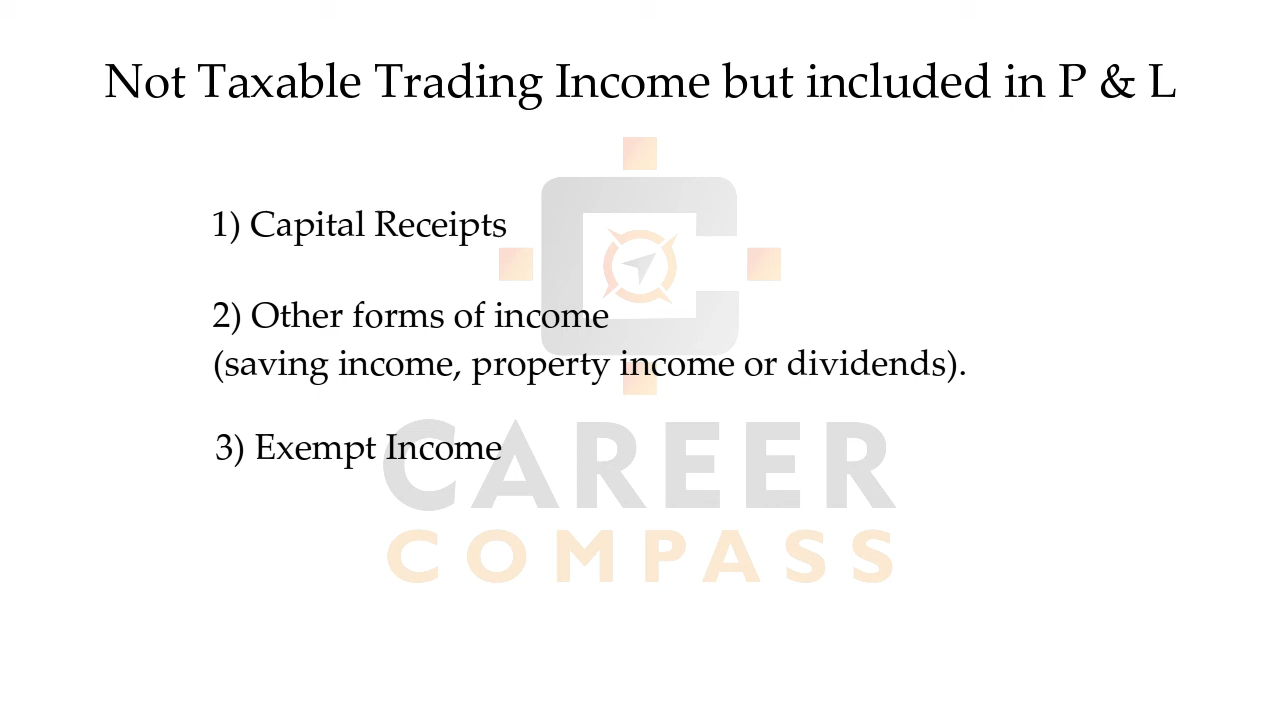 Not Taxable Trading Income but included in P & L
1) Capital Receipts
2) Other forms of income
(saving income, property income or dividends).
3) Exempt Income
CAREER
COMPASS